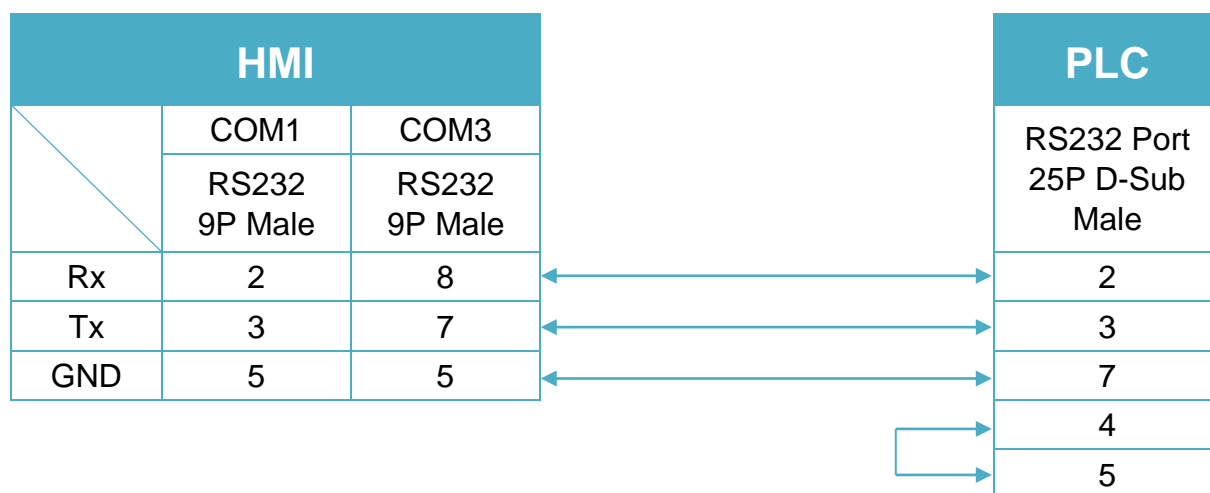 HMI PLC
COM1 COM3
RS232 Port
25P D-Sub
Male
RS232 RS232
9P Male 9P Male
Rx 2 8 2
Tx 3 7 3
GND 5 5 7
4
5